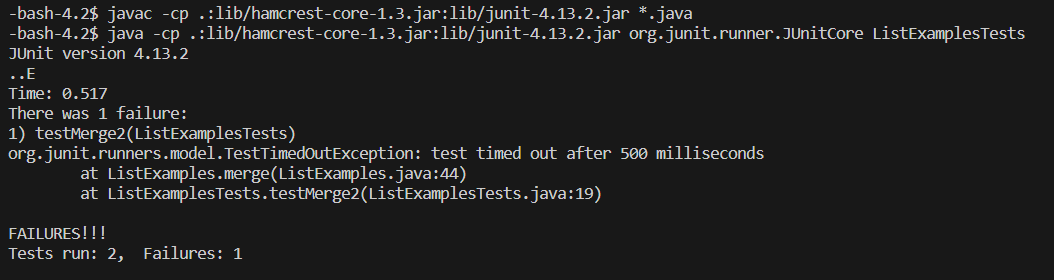 -bash-4.2$ javac -cp .:lib/hamcrest-core-1.3.jar:lib/junit-4.13.2.jar *.java
-bash-4.2$ java -cp .:lib/hamcrest-core-1.3.jar:lib/junit-4.13.2.jar org.junit.runner.JUnitCore ListExamplesTests
JUnit version 4.13.2
..E
Time: 0.517
There was 1 failure:
1) testMerge2(ListExamplesTests)
org.junit.runners.model.TestTimedOutException: test timed out after 500 milliseconds
        at ListExamples.merge(ListExamples.java:44)
        at ListExamplesTests.testMerge2(ListExamplesTests.java:19)
FAILURES!!!
Tests run: 2,  Failures: 1